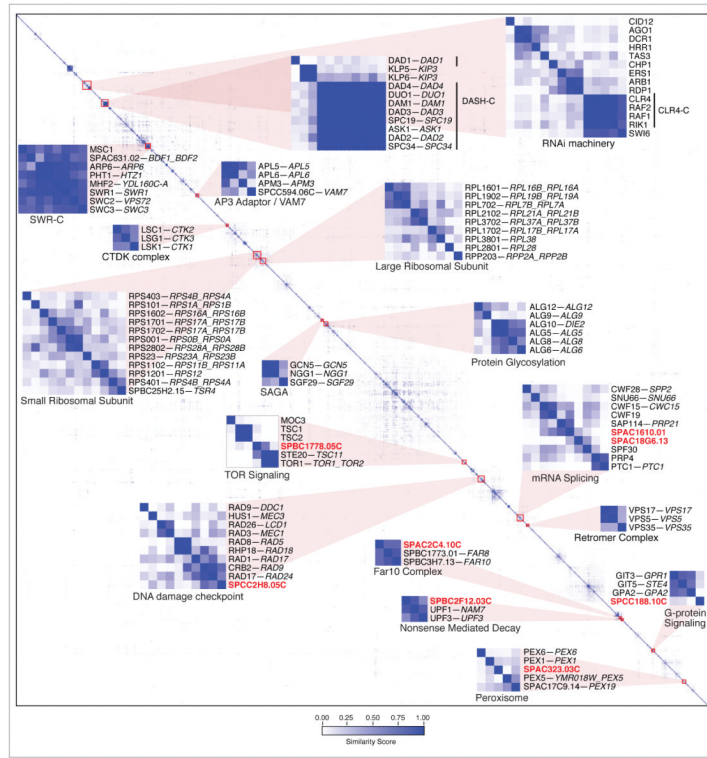 CID12
AGO1
DCR1
HRR1
TAS3
CHP1
ERS1
ARB1
RDP1
CLR4
RAF2
RAF1
RIK1
SWI6
CLR4-C
RNAi machinery
DAD1—DAD1
KLP5—KIP3
KLP6—KIP3
DAD4—DAD4
DUO1—DUO1
DAM1—DAM1
DAD3—DAD3
SPC19—SPC19
ASK1—ASK1
DAD2—DAD2
SPC34—SPC34
DASH-C
MSC1
SPAC631.02—BDF1_BDF2
ARP6—ARP6
PHT1—HTZ1
MHF2—YDL160C-A
SWR1—SWR1
SWC2—VPS72
SWC3—SWC3
SWR-C
APL5—APL5
APL6—APL6
APM3—APM3
SPCC594.06C—VAM7
AP3 Adaptor / VAM7
LSC1—CTK2
LSG1—CTK3
LSK1—CTK1
CTDK complex
RPL1601—RPL16B_RPL16A
RPL1902—RPL19B_RPL19A
RPL702—RPL7B_RPL7A
RPL2102—RPL21A_RPL21B
RPL3702—RPL37A_RPL37B
RPL1702—RPL17B_RPL17A
RPL3801—RPL38
RPL2801—RPL28
RPP203—RPP2A_RPP2B
Large Ribosomal Subunit
RPS403—RPS4B_RPS4A
RPS101—RPS1A_RPS1B
RPS1602—RPS16A_RPS16B
RPS1701—RPS17A_RPS17B
RPS1702—RPS17A_RPS17B
RPS001—RPS0B_RPS0A
RPS2802—RPS28A_RPS28B
RPS23—RPS23A_RPS23B
RPS1102—RPS11B_RPS11A
RPS1201—RPS12
RPS401—RPS4B_RPS4A
SPBC25H2.15—TSR4
Small Ribosomal Subunit
GCN5—GCN5
NGG1—NGG1
SGF29—SGF29
SAGA
ALG12—ALG12
ALG9—ALG9
ALG10—DIE2
ALG5—ALG5
ALG8—ALG8
ALG6—ALG6
Protein Glycosylation
MOC3
TSC1
TSC2
SPBC1778.05C
STE20—TSC11
TOR1—TOR1_TOR2
TOR Signaling
CWF28—SPP2
SNU66—SNU66
CWF15—CWC15
CWF19
SAP114—PRP21
SPAC1610.01
SPAC18G6.13
SPF30
PRP4
PTC1—PTC1
mRNA Splicing
RAD9—DDC1
HUS1—MEC3
RAD26—LCD1
RAD3—MEC1
RAD8—RAD5
RHP18—RAD18
RAD1—RAD17
CRB2—RAD9
RAD17—RAD24
SPCC2H8.05C
DNA damage checkpoint
VPS17—VPS17
VPS5—VPS5
VPS35—VPS35
Retromer Complex
SPAC2C4.10C
SPBC1773.01—FAR8
SPBC3H7.13—FAR10
Far10 Complex
GIT3—GPR1
GIT5—STE4
GPA2—GPA2
SPCC188.10C
G-protein
Signaling
SPBC2F12.03C
UPF1—NAM7
UPF3—UPF3
Nonsense Mediated Decay
PEX6—PEX6
PEX1—PEX1
SPAC323.03C
PEX5—YMR018W_PEX5
SPAC17C9.14—PEX19
Peroxisome
0.00 0.25 0.50 0.75 1.00
Similarity Score